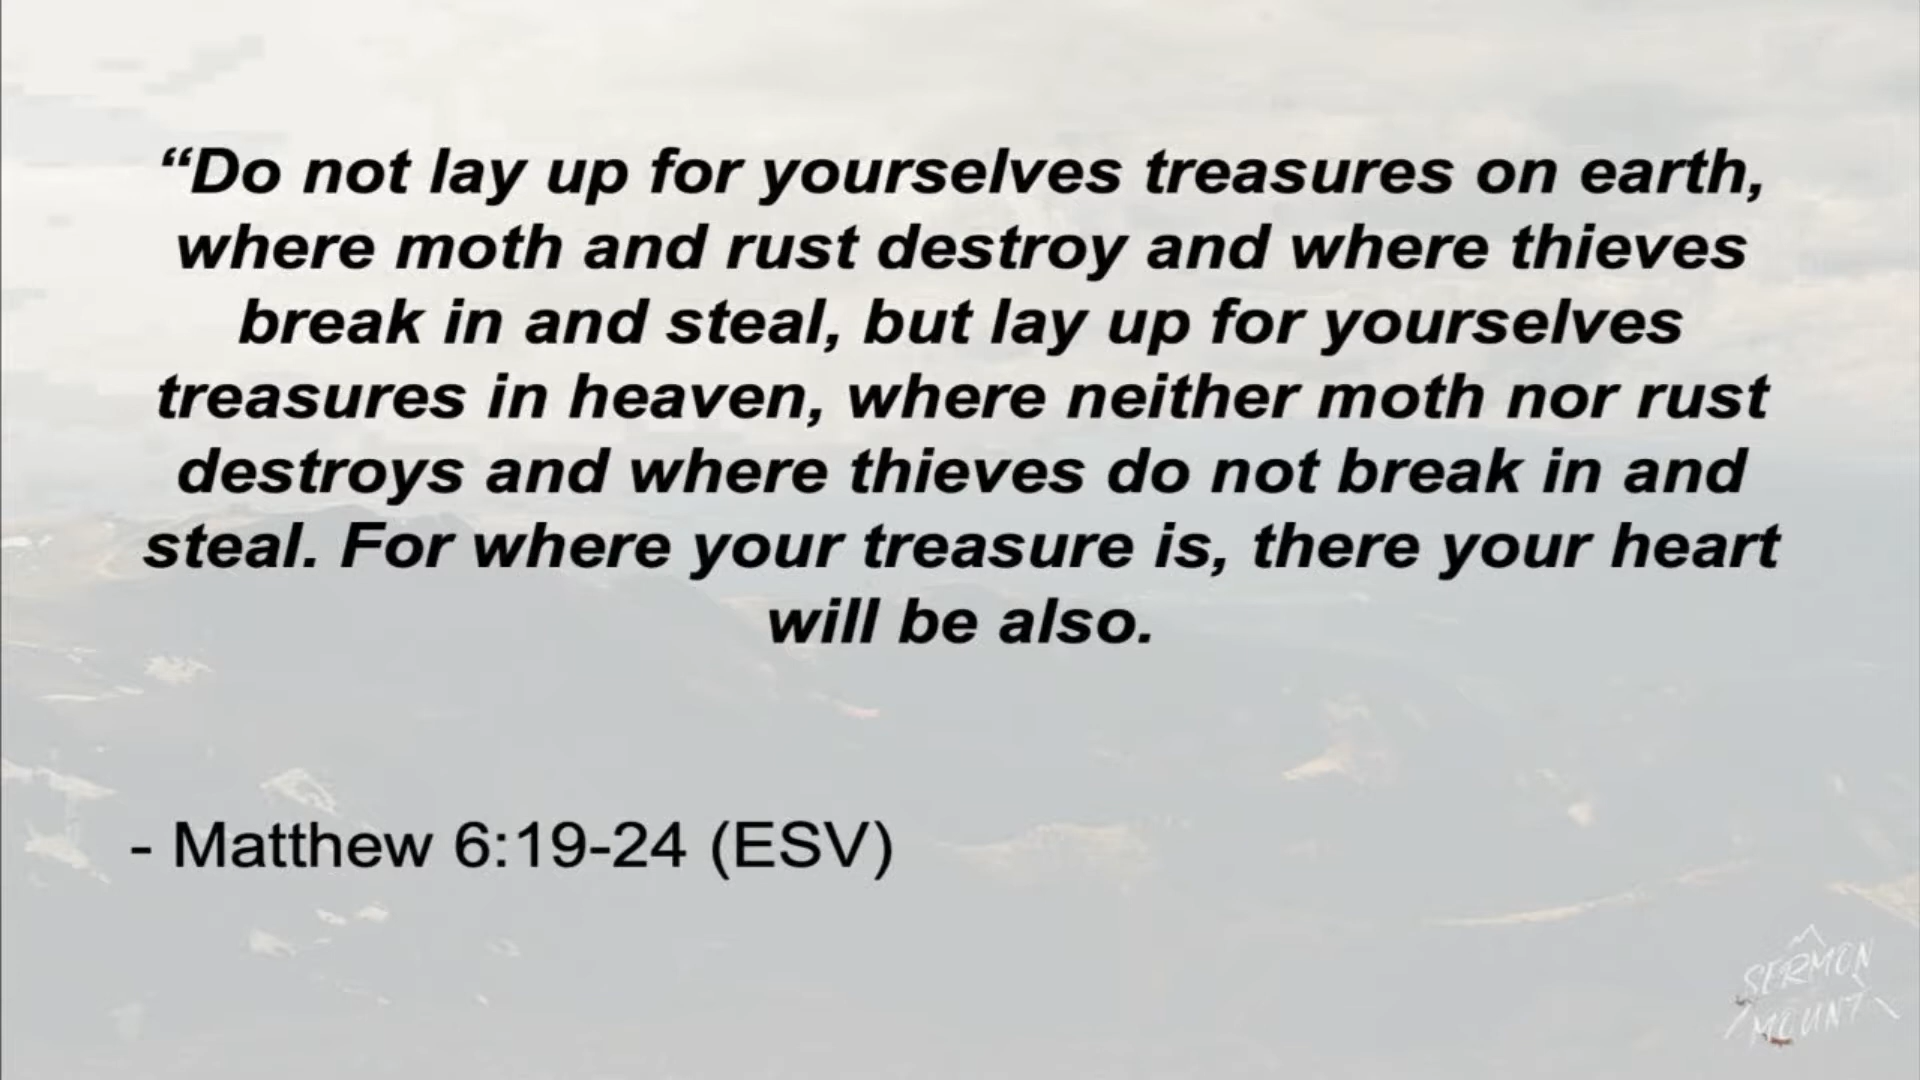 “Do not lay up for yourselves treasures on earth,
where moth and rust destroy and where thieves
break in and steal, but lay up for yourselves
treasures in heaven, where neither moth nor rust
destroys and where thieves do not break in and
steal. For where your treasure is, there your heart
will be also.
- Matthew 6:19-24 (ESV)
SERMON
MOUNT